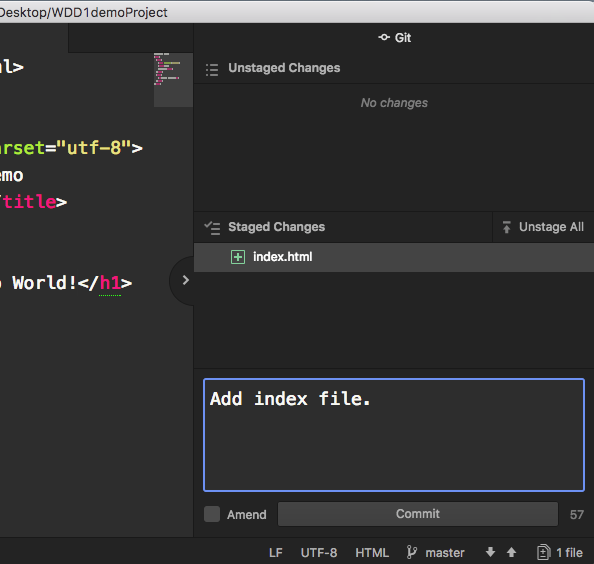 Desktop/WDD1demoProject
Git
ml>
Unstaged Changes
No changes
arset="utf-8">
emo
/title>
Staged Changes
Unstage All
index.html
o World!</h1>
Add index file.
Amend
Commit
57
LF UTF-8 HTML master 1 file